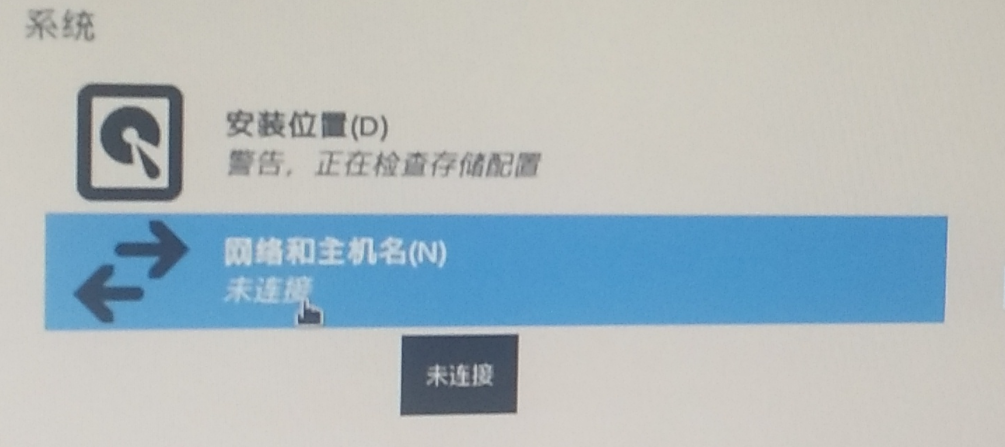 系统
安装位置(D)
警告，正在检查存储配置
网络和主机名(N)
未连接
未连接